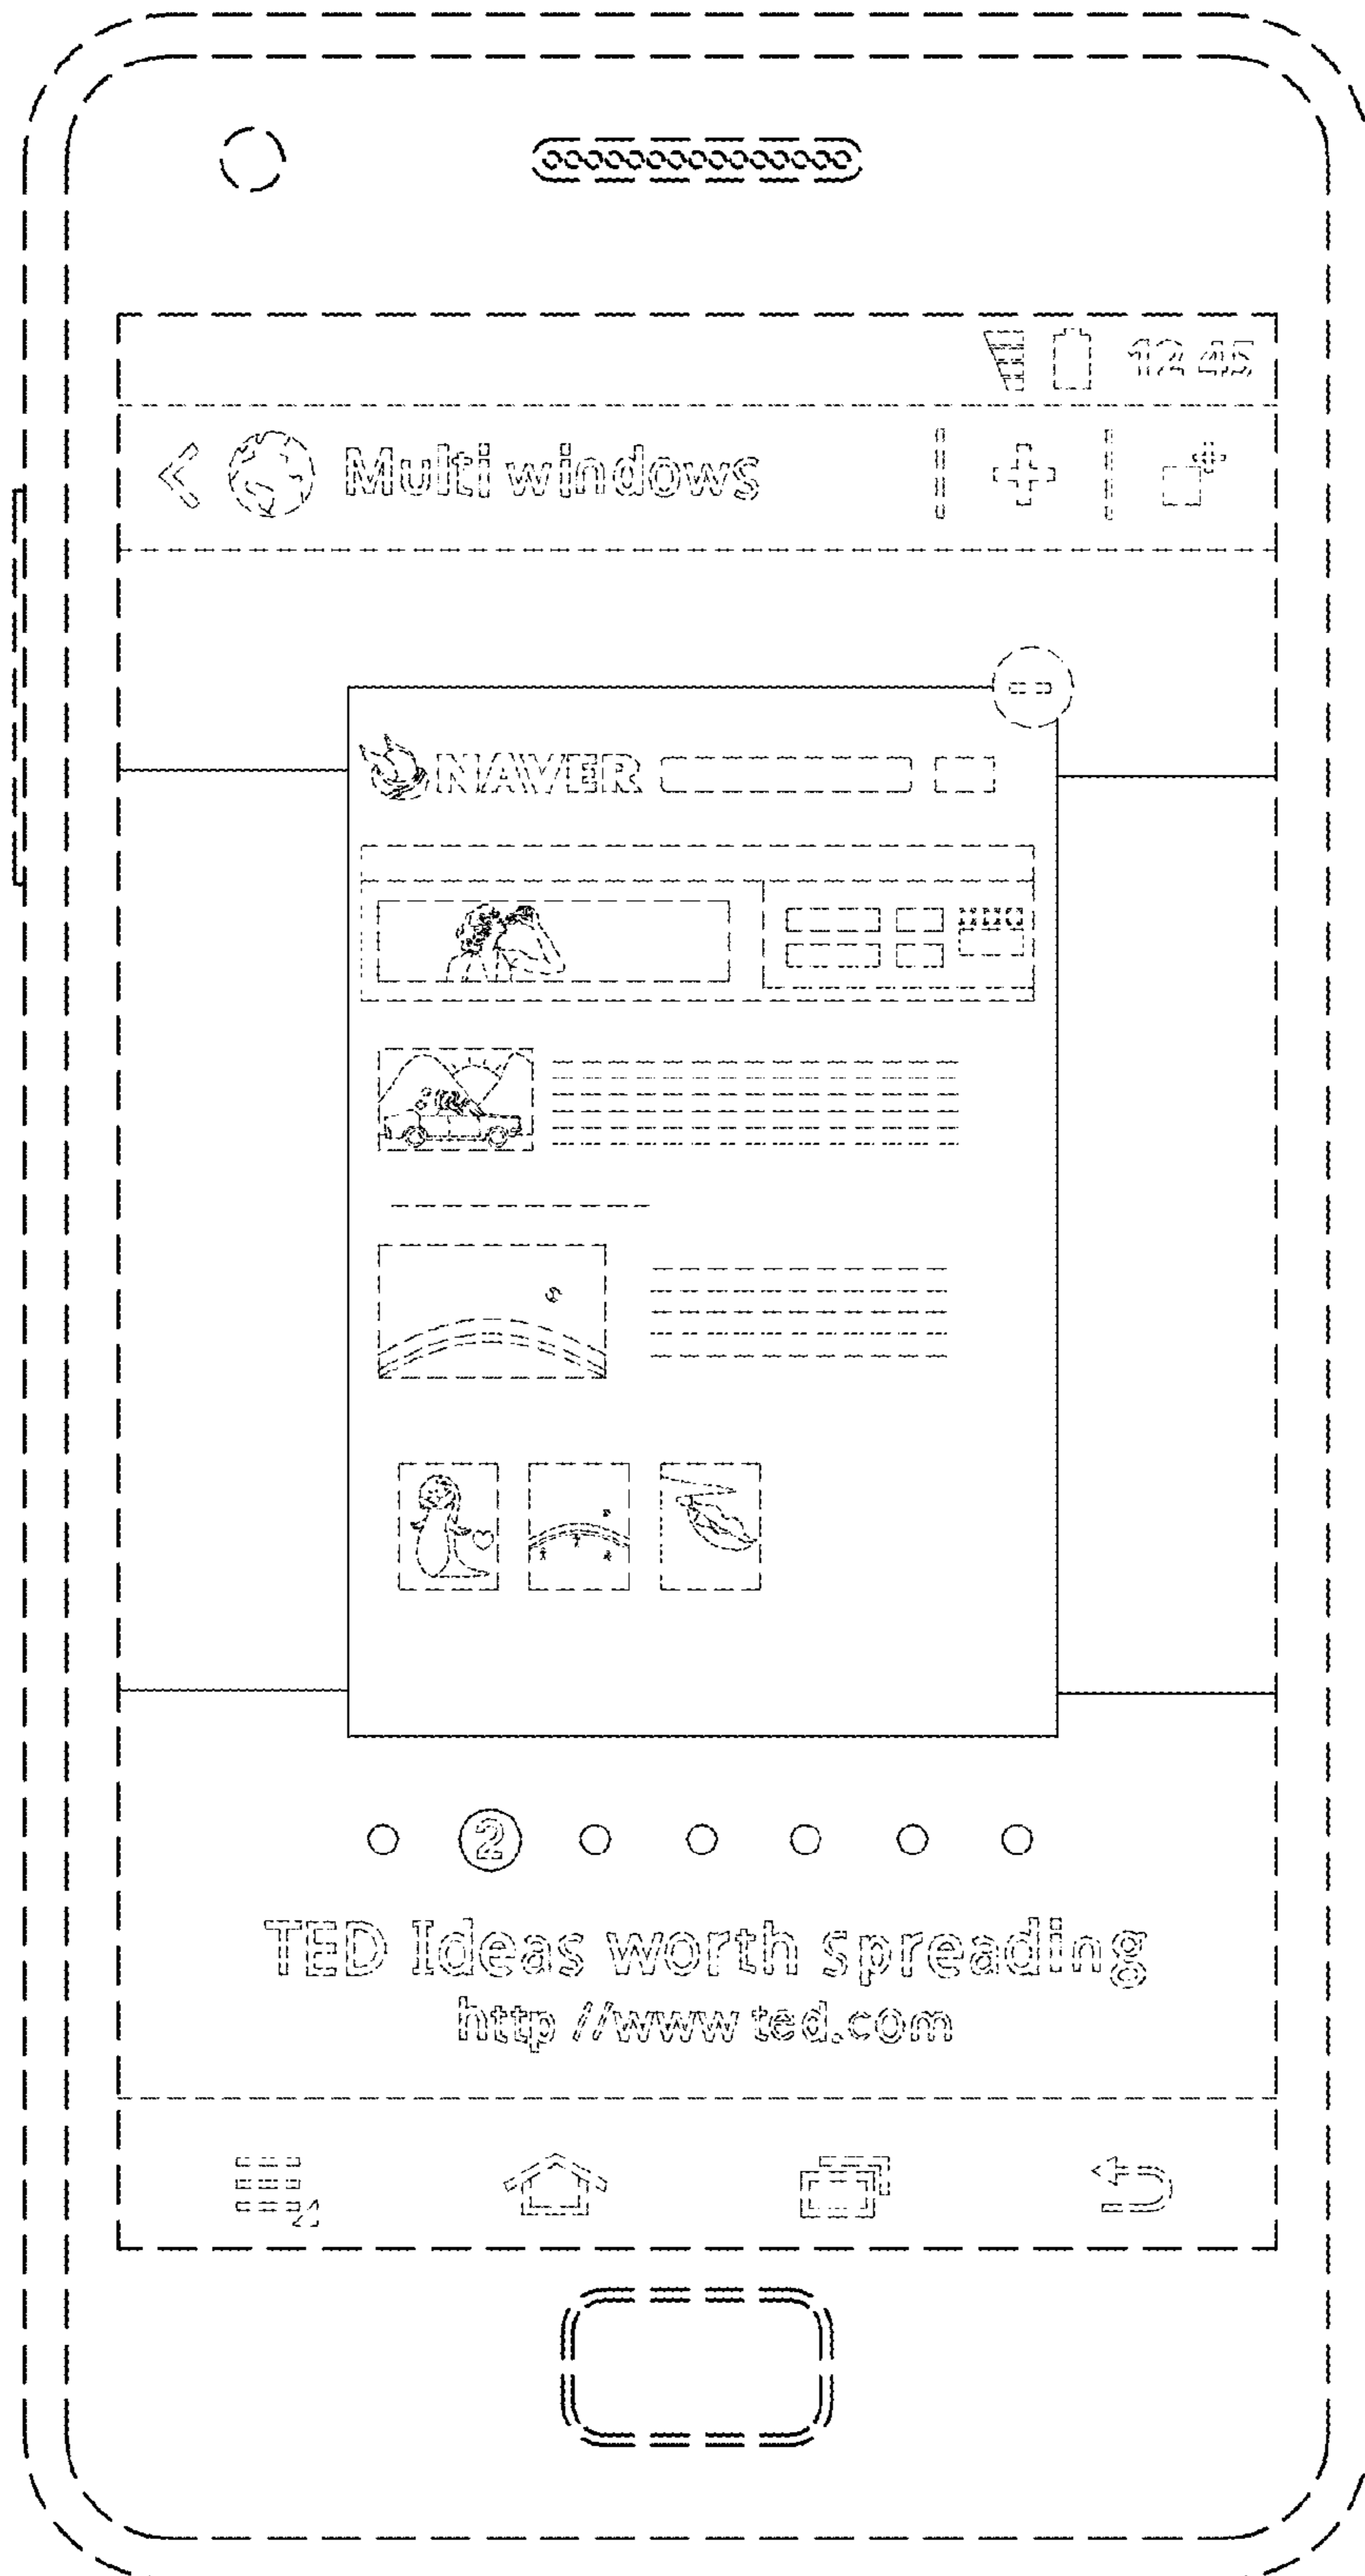 12 45
Multi windows
NAVER
2
TED Ideas worth spreading
http //www ted.com